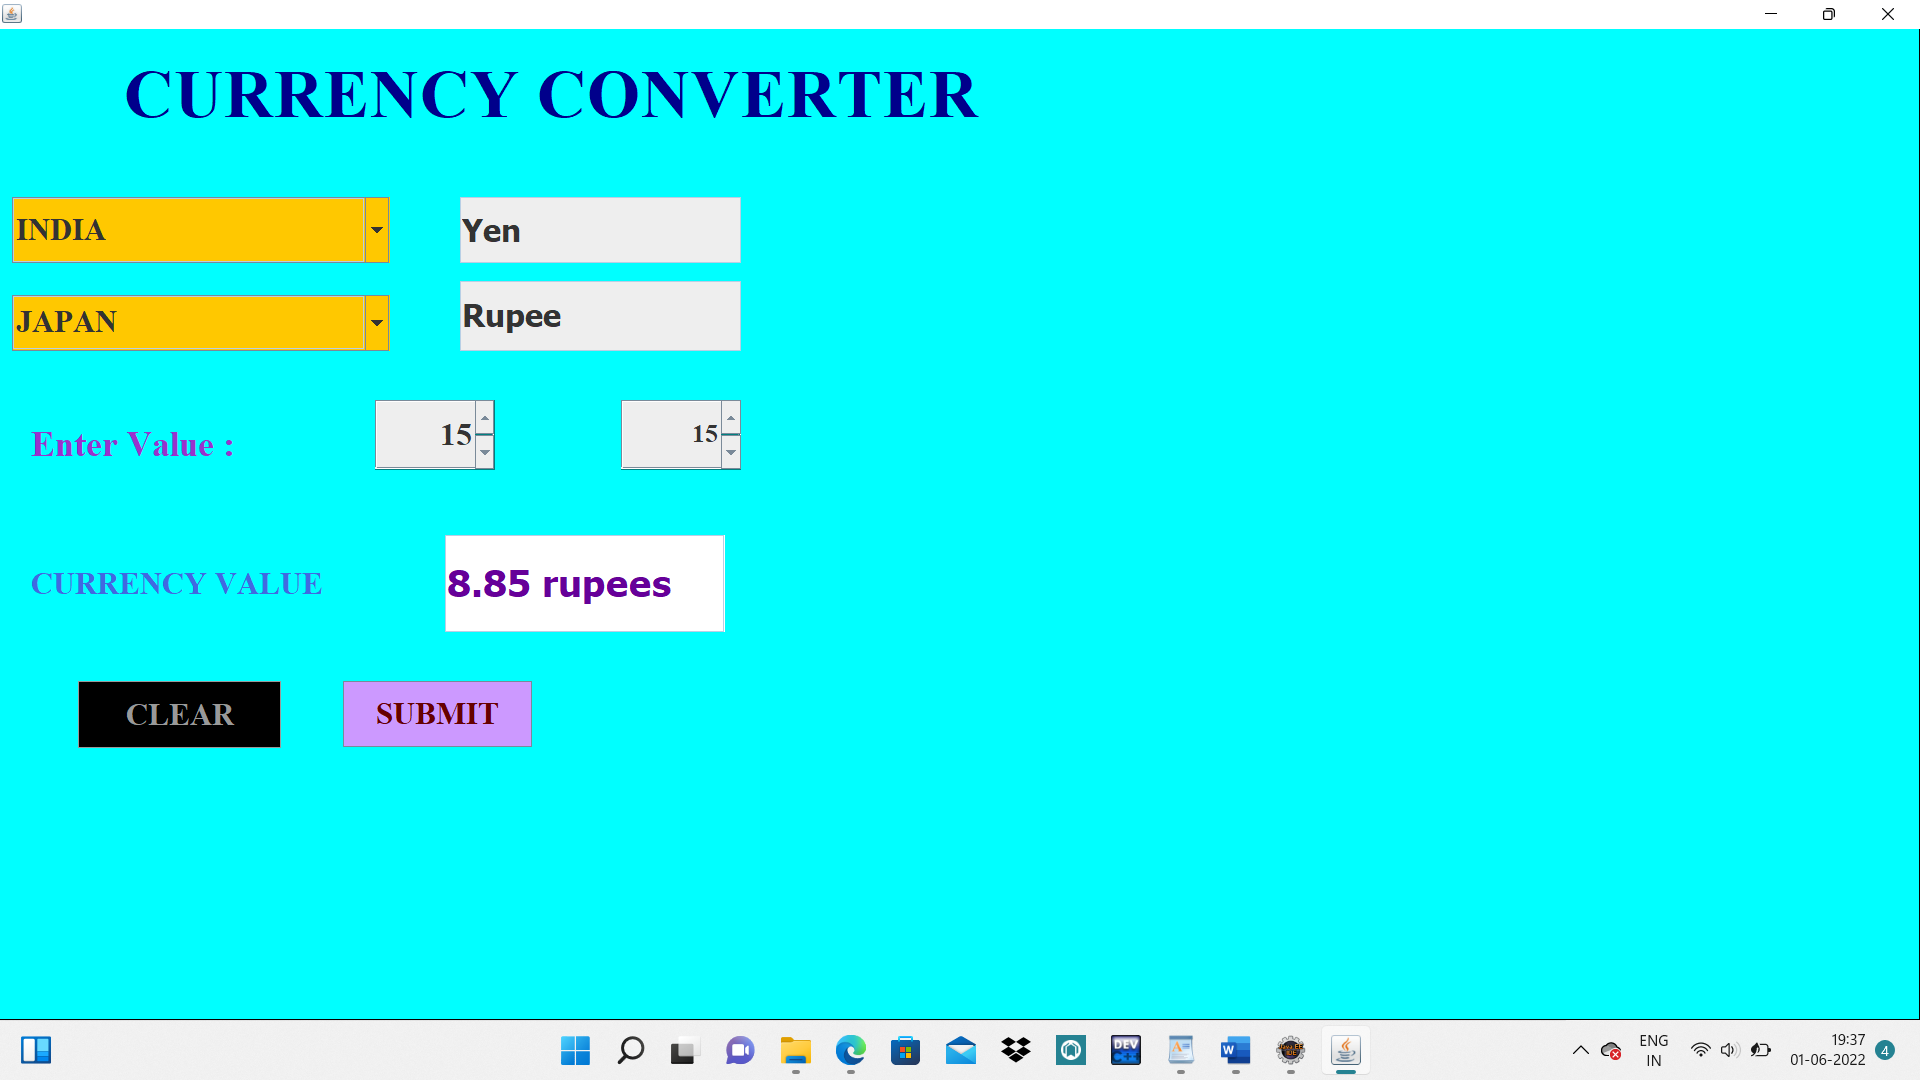 CURRENCY CONVERTER
INDIA
Yen
JAPAN
Rupee
Enter Value :
15
15
CURRENCY VALUE
8.85 rupees
CLEAR
SUBMIT
DEV
C++
W
ENG
IN
19:37
01-06-2022
4